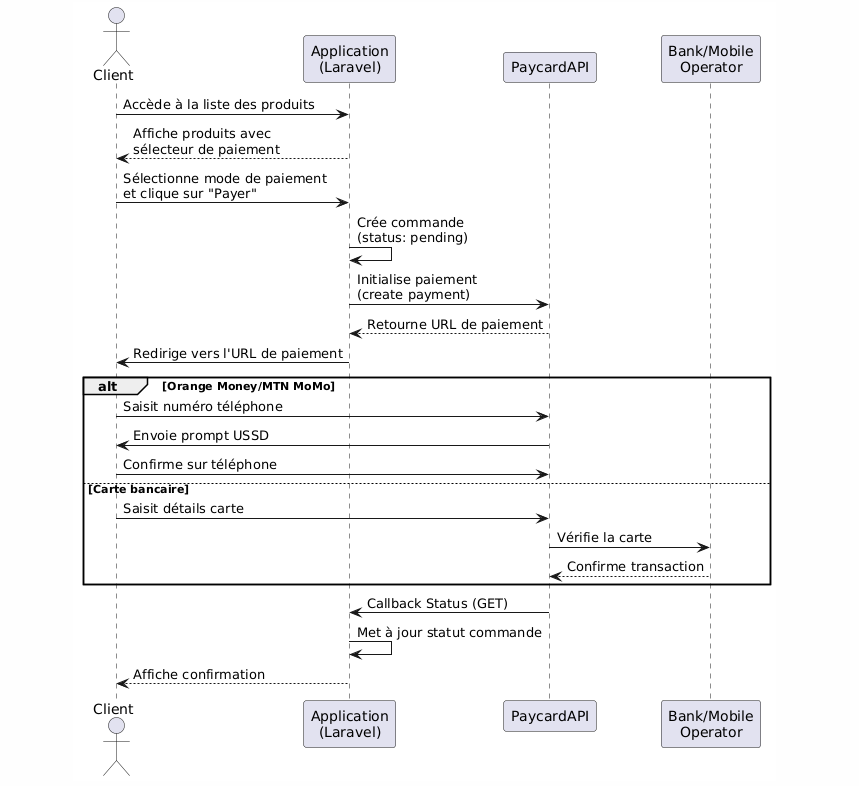 Client
Application
(Laravel)
PaycardAPI
Bank/Mobile
Operator
Accède à la liste des produits
Affiche produits avec
sélecteur de paiement
Sélectionne mode de paiement
et clique sur "Payer"
Crée commande
(status: pending)
Initialise paiement
(create payment)
Retourne URL de paiement
Redirige vers l'URL de paiement
alt [Orange Money/MTN MoMo]
Saisit numéro téléphone
Envoie prompt USSD
Confirme sur téléphone
[Carte bancaire]
Saisit détails carte
Vérifie la carte
Confirme transaction
Callback Status (GET)
Met à jour statut commande
Affiche confirmation
Client
Application
(Laravel)
PaycardAPI
Bank/Mobile
Operator